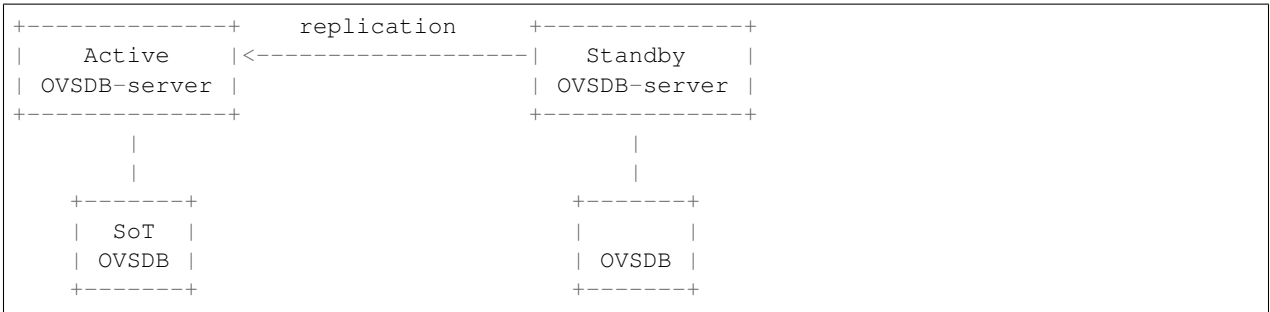 +--------------+    replication     +--------------+
|    Active    |<-------------------|   Standby    |
| OVSDB-server |                    | OVSDB-server |
+--------------+                    +--------------+
        |                                  |
        |                                  |
    +-------+                          +-------+
    |  SoT  |                          |       |
    | OVSDB |                          | OVSDB |
    +-------+                          +-------+